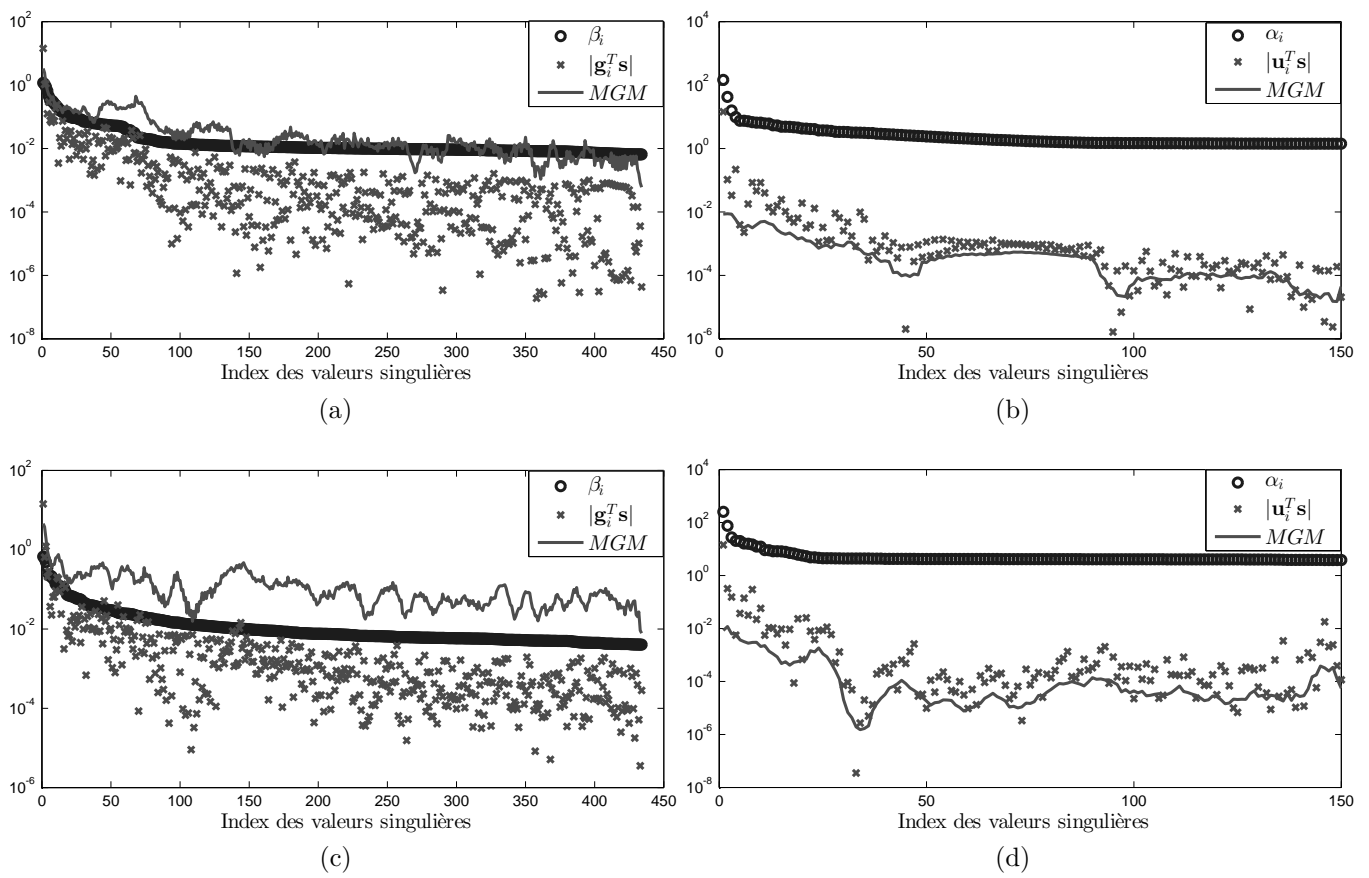 10^2
10^0
10^-2
10^-4
10^-6
10^-8
0 50 100 150 200 250 300 350 400 450
β_i
|g_i^T s|
MGM
Index des valeurs singulières
(a)
10^4
10^2
10^0
10^-2
10^-4
10^-6
0 50 100 150
α_i
|u_i^T s|
MGM
Index des valeurs singulières
(b)
10^2
10^0
10^-2
10^-4
10^-6
0 50 100 150 200 250 300 350 400 450
β_i
|g_i^T s|
MGM
Index des valeurs singulières
(c)
10^4
10^2
10^0
10^-2
10^-4
10^-6
10^-8
0 50 100 150
α_i
|u_i^T s|
MGM
Index des valeurs singulières
(d)